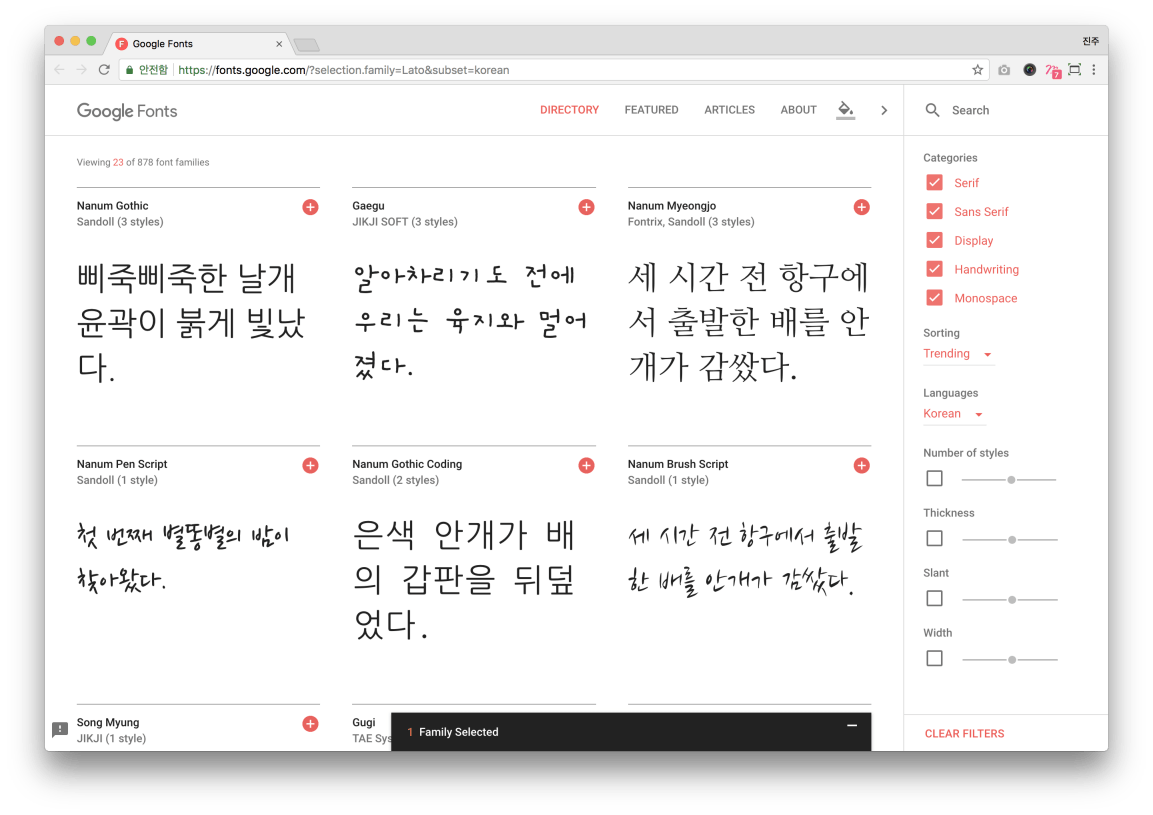 Google Fonts
진주
안전함 https://fonts.google.com/?selection.family=Lato&subset=korean
7
Google Fonts
DIRECTORY FEATURED ARTICLES ABOUT
Search
Viewing 23 of 878 font families
Nanum Gothic
Sandoll (3 styles)
삐죽삐죽한 날개
윤곽이 붉게 빛났
다.
Gaegu
JIKJI SOFT (3 styles)
알아차리기도 전에
우리는 육지와 멀어
졌다.
Nanum Myeongjo
Fontrix, Sandoll (3 styles)
세 시간 전 항구에
서 출발한 배를 안
개가 감쌌다.
Nanum Pen Script
Sandoll (1 style)
첫 번째 별똥별의 밤이
찾아왔다.
Nanum Gothic Coding
Sandoll (2 styles)
은색 안개가 배
의 갑판을 뒤덮
었다.
Nanum Brush Script
Sandoll (1 style)
세 시간 전 항구에서 출발
한 배를 안개가 감쌌다.
Song Myung
JIKJI (1 style)
Gugi
TAE Sys
1 Family Selected
Categories
Serif
Sans Serif
Display
Handwriting
Monospace
Sorting
Trending
Languages
Korean
Number of styles
Thickness
Slant
Width
CLEAR FILTERS